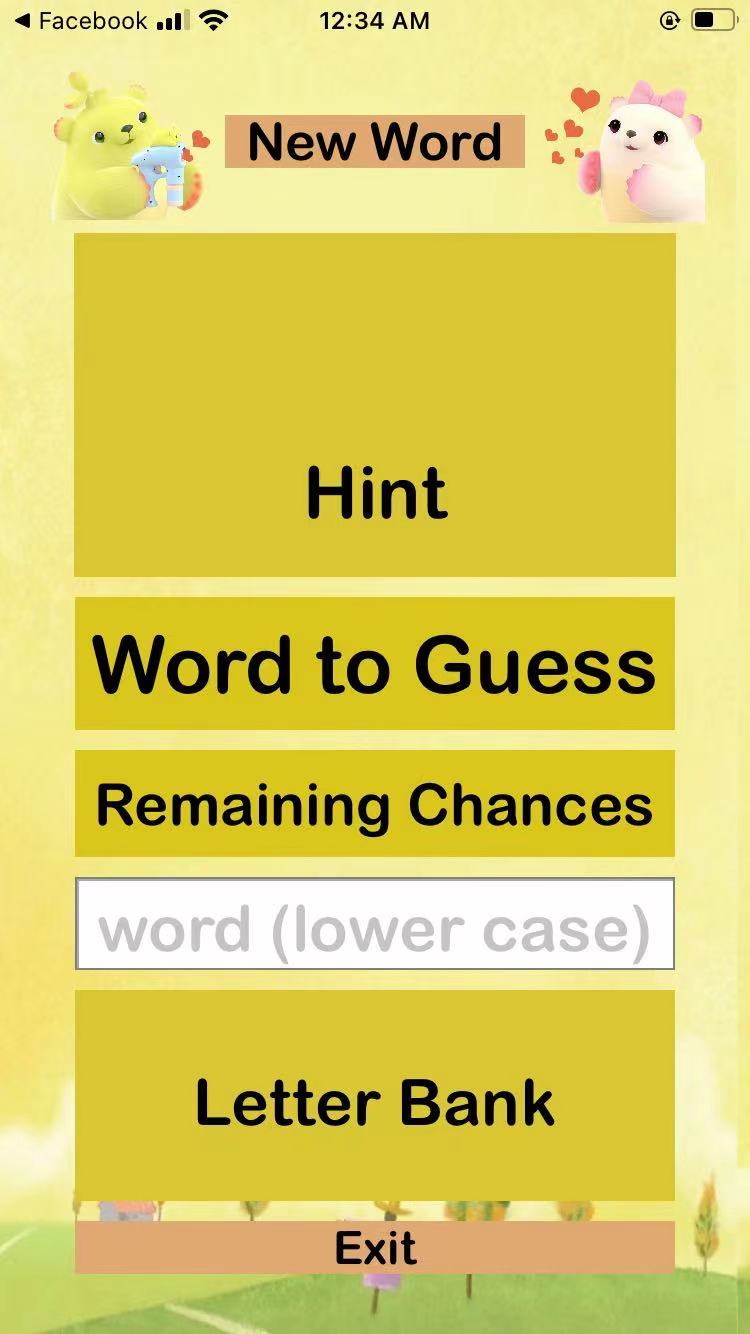 Facebook 12:34 AM
New Word
Hint
Word to Guess
Remaining Chances
word (lower case)
Letter Bank
Exit